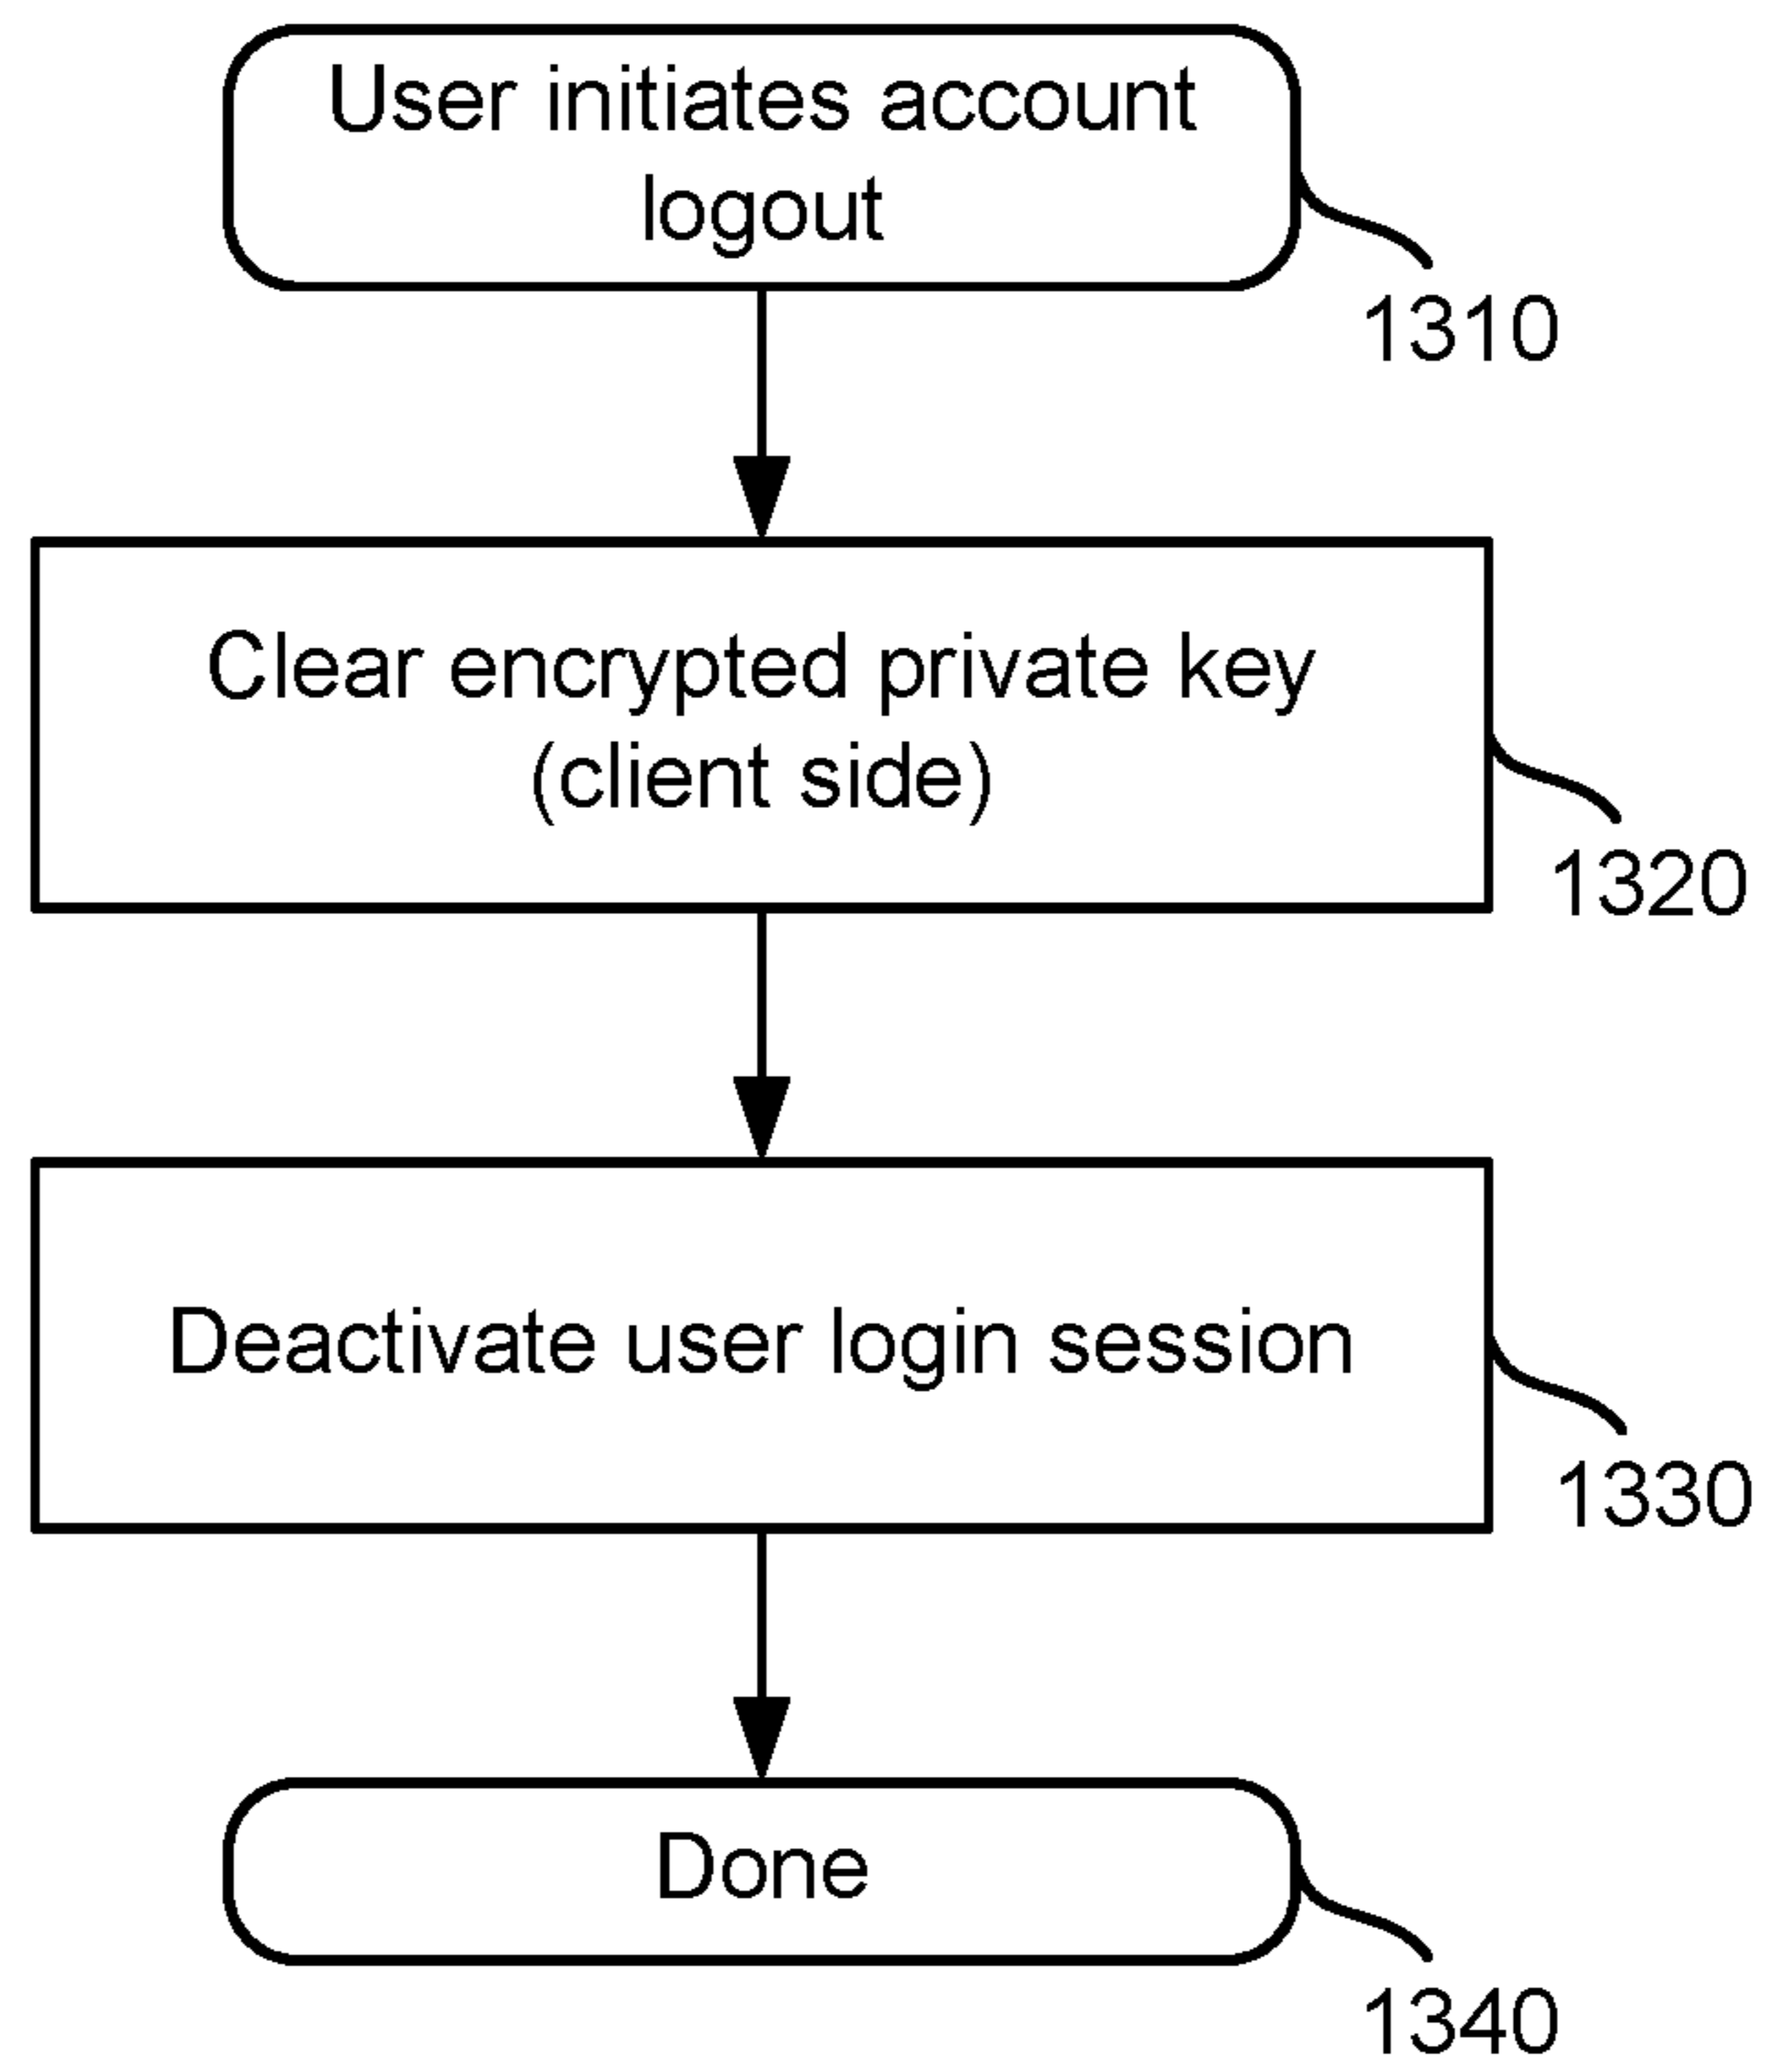 User initiates account
logout
1310
Clear encrypted private key
(client side)
1320
Deactivate user login session
1330
Done
1340